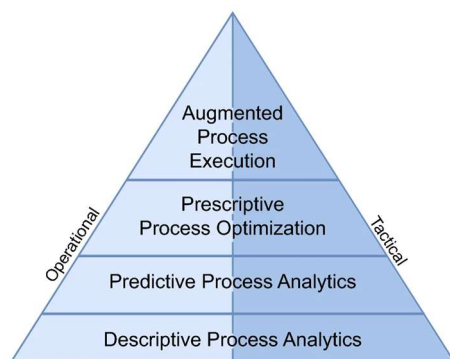 Augmented
Process
Execution
Prescriptive
Process Optimization
Operational
Tactical
Predictive Process Analytics
Descriptive Process Analytics